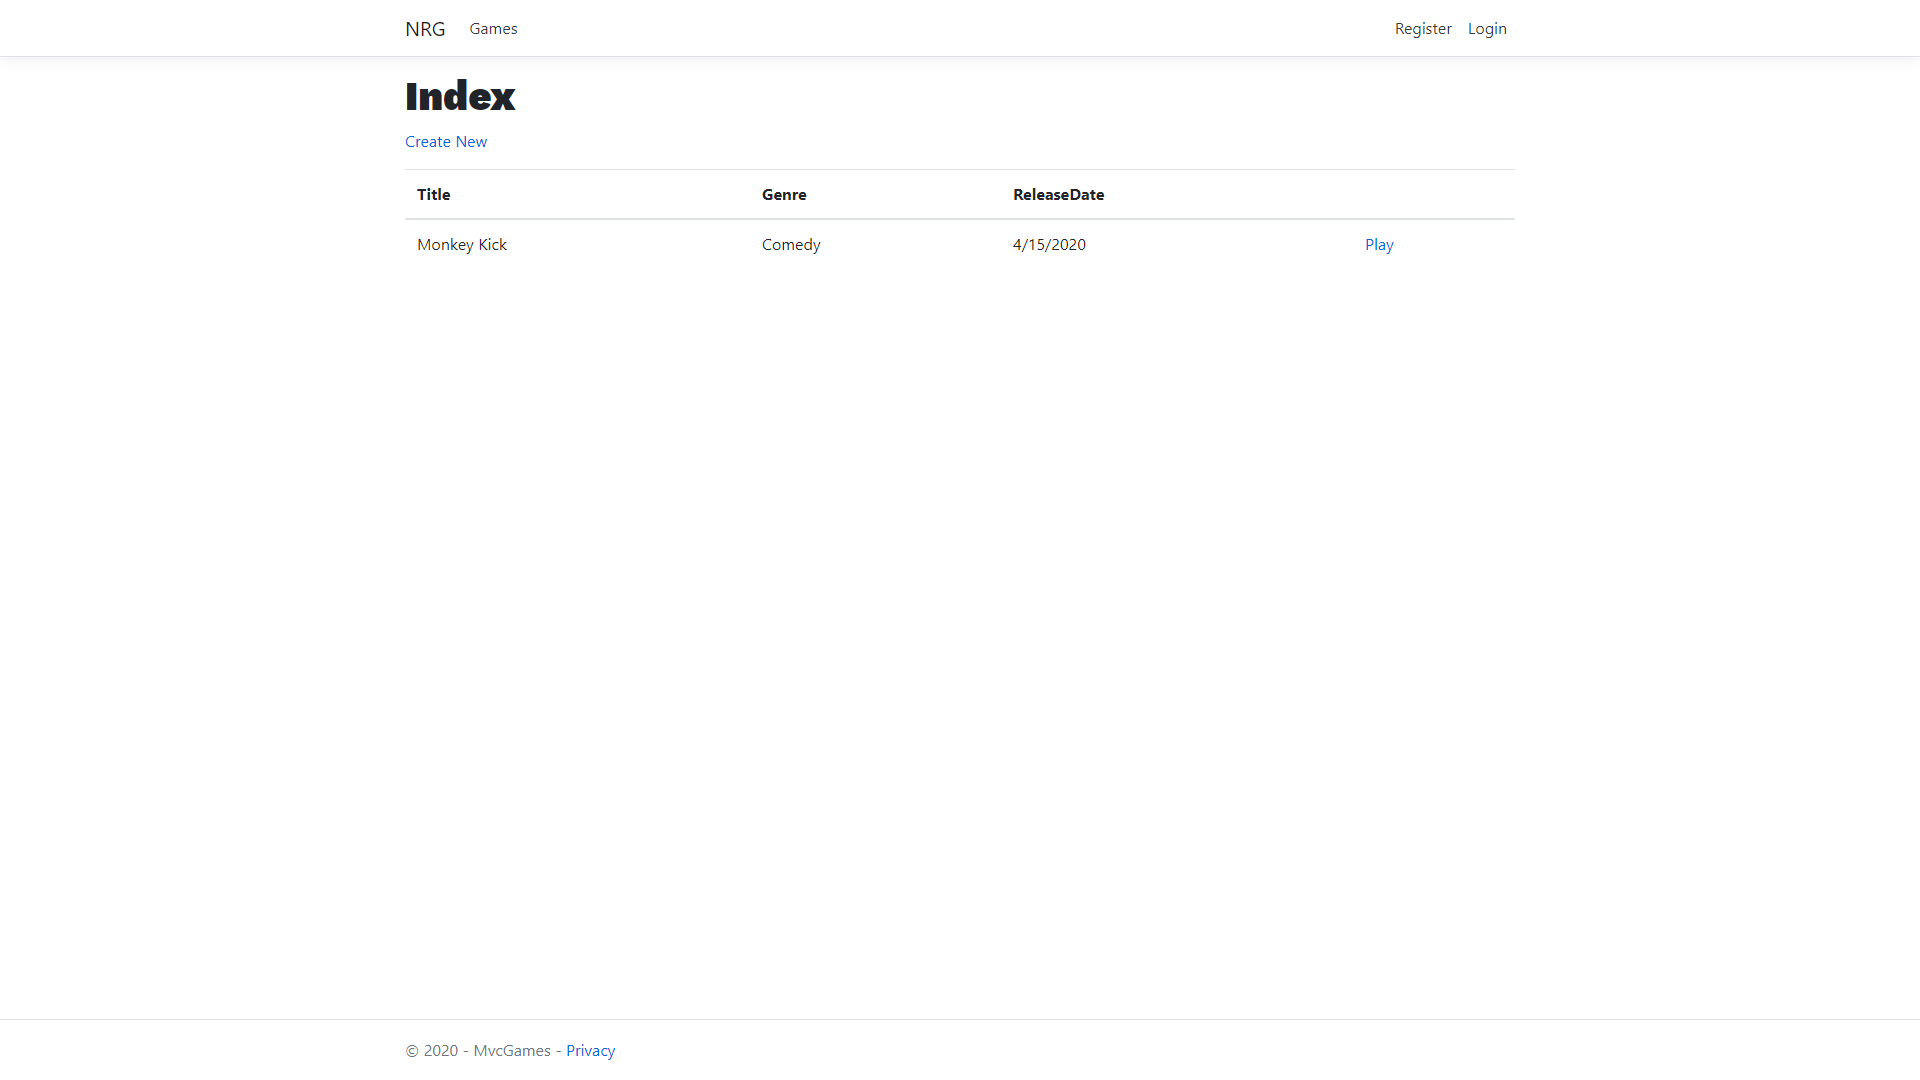 NRG Games Register Login
Index
Create New
Title Genre ReleaseDate
Monkey Kick Comedy 4/15/2020 Play
© 2020 - MvcGames - Privacy